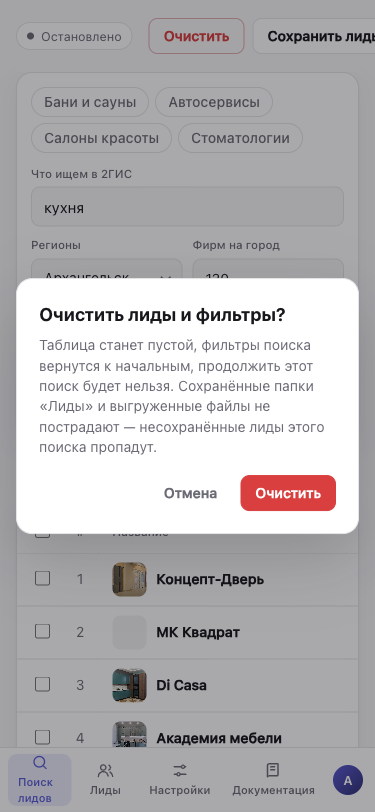 Остановлено
Очистить
Сохранить лиды
Бани и сауны
Автосервисы
Салоны красоты
Стоматологии
Что ищем в 2ГИС
кухня
Регионы
Фирм на город
Архангельск
120
Очистить лиды и фильтры?
Таблица станет пустой, фильтры поиска
вернутся к начальным, продолжить этот
поиск будет нельзя. Сохранённые папки
«Лиды» и выгруженные файлы не
пострадают — несохранённые лиды этого
поиска пропадут.
Отмена
Очистить
# Название
1 Концепт-Дверь
2 МК Квадрат
3 Di Casa
4 Академия мебели
Поиск
лидов
Лиды
Настройки
Документация
A